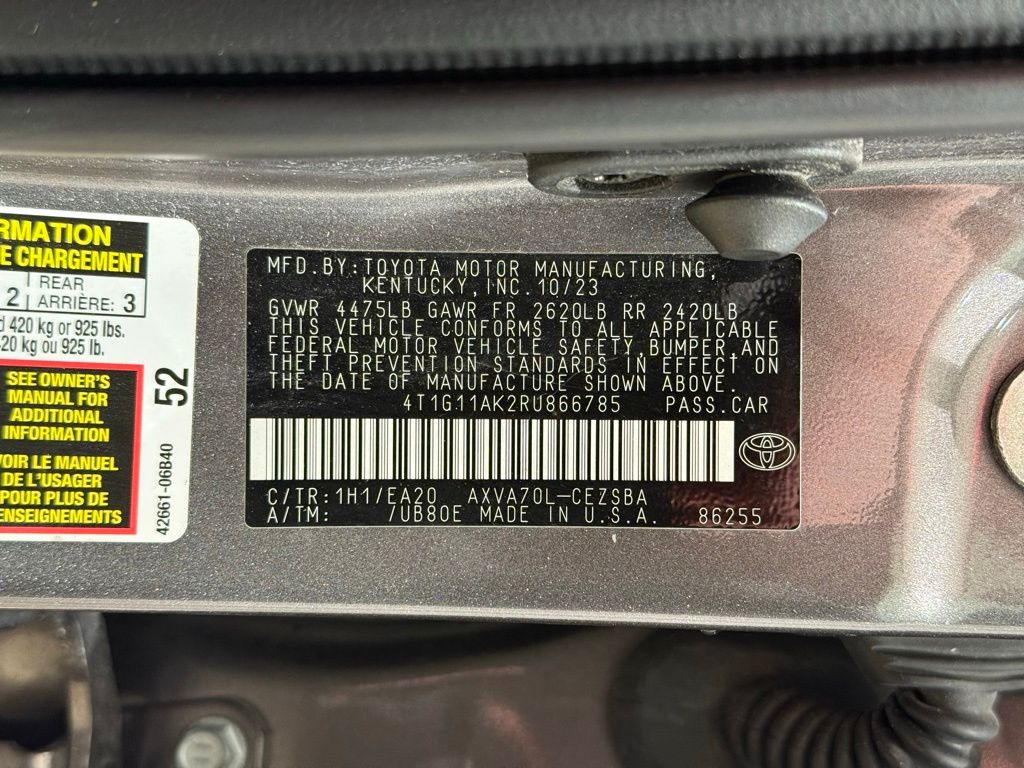 RMATION
E CHARGEMENT
2 | REAR
ARRIÈRE: 3
d 420 kg or 925 lbs.
420 kg ou 925 lb.
SEE OWNER'S
MANUAL FOR
ADDITIONAL
INFORMATION
VOIR LE MANUEL
DE L'USAGER
POUR PLUS DE
ENSEIGNEMENTS
52
42661-06B40
MFD.BY:TOYOTA MOTOR MANUFACTURING,
KENTUCKY,INC.10/23
GVWR 4475LB GAWR FR 2620LB RR 2420LB
THIS VEHICLE CONFORMS TO ALL APPLICABLE
FEDERAL MOTOR VEHICLE SAFETY,BUMPER,AND
THEFT PREVENTION STANDARDS IN EFFECT ON
THE DATE OF MANUFACTURE SHOWN ABOVE.
4T1G11AK2RU866785 PASS.CAR
C/TR:1H1/EA20 AXVA70L-CEZSBA
A/TM: /UB80E MADE IN U.S.A. 86255